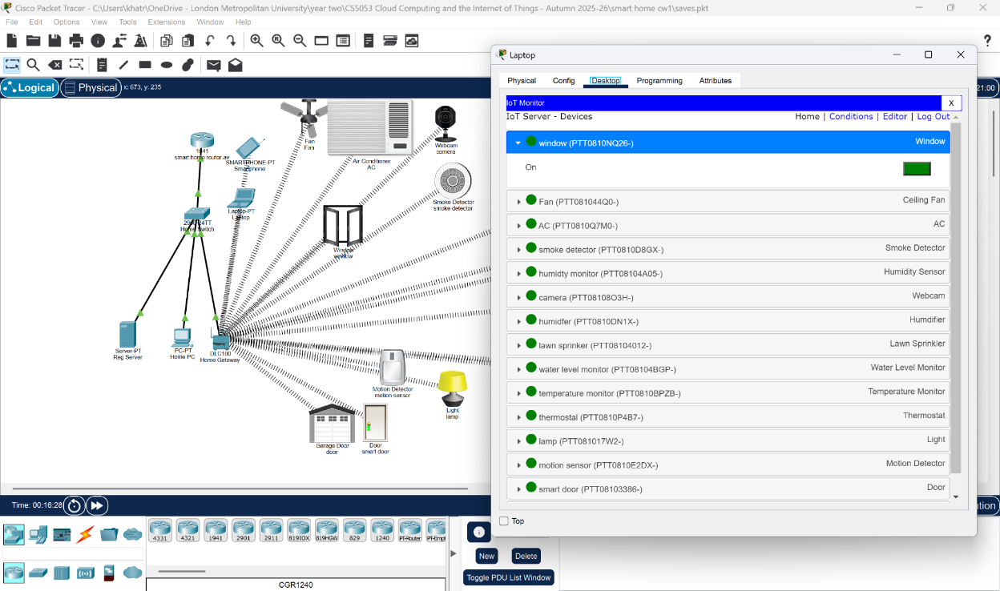 Cisco Packet Tracer - C:\Users\khatr\OneDrive - London Metropolitan University\year two\CS5053 Cloud Computing and the Internet of Things - Autumn 2025-26\smart home cw1\saves.pkt
File Edit Options View Tools Extensions Window Help
Logical Physical x: 673, y: 235
21:00
1941
smart home router-av
SMARTPHONE-PT
Smartphone
Laptop-PT
Laptop
Home Switch
Server-PT
Reg Server
PC-PT
Home PC
DLC100
Home Gateway
Fan
Fan
Air Conditioner
AC
Webcam
camera
Smoke Detector
smoke detector
Window
window
Motion Detector
motion sensor
Light
lamp
Garage Door
door
Door
smart door
Laptop
Physical Config Desktop Programming Attributes
IoT Monitor X
IoT Server - Devices Home | Conditions | Editor | Log Out
window (PTT0810NQ26-) Window
On
Fan (PTT081044Q0-) Ceiling Fan
AC (PTT0810Q7M0-) AC
smoke detector (PTT0810D8GX-) Smoke Detector
humidty monitor (PTT08104A05-) Humidity Sensor
camera (PTT08108O3H-) Webcam
humidfer (PTT0810DN1X-) Humdifier
lawn sprinker (PTT08104012-) Lawn Sprinkler
water level monitor (PTT08104BGP-) Water Level Monitor
temperature monitor (PTT0810BPZB-) Temperature Monitor
thermostal (PTT0810P4B7-) Thermostat
lamp (PTT081017W2-) Light
motion sensor (PTT0810E2DX-) Motion Detector
smart door (PTT08103386-) Door
Top
Time: 00:16:28
4331 4321 1941 2901 2911 819IOX 819HGW 829 1240 PT-Router PT-Empt
CGR1240
New Delete
Toggle PDU List Window